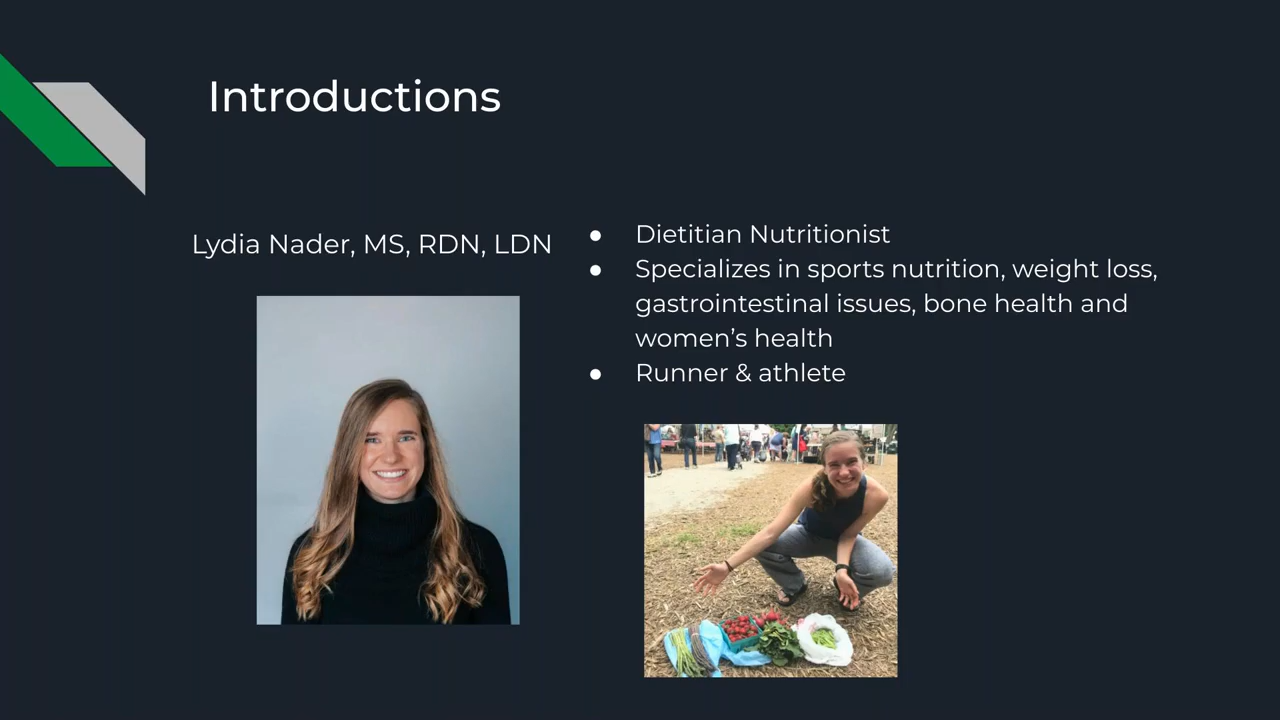 Introductions
Lydia Nader, MS, RDN, LDN
● Dietitian Nutritionist
● Specializes in sports nutrition, weight loss,
gastrointestinal issues, bone health and
women’s health
● Runner & athlete